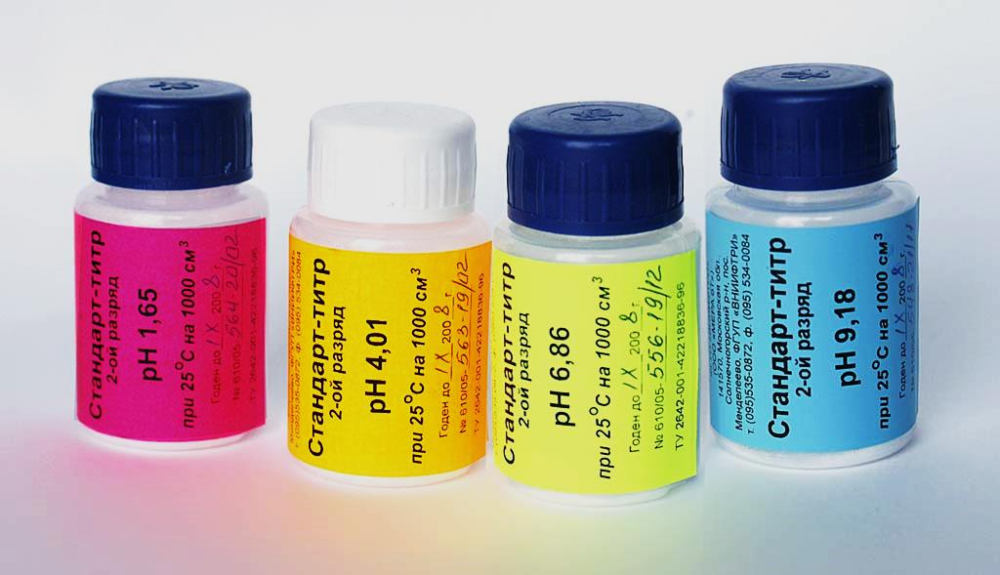 Стандарт-титр
2-ой разряд
pH 1,65
при 25°C на 1000 см³
Годен до IX 2008 г.
№ 610/05- 564-20/12
ТУ 2642-001-42218836-96
т. (095)535-0872, ф. (095) 534-0084
Стандарт-титр
2-ой разряд
pH 4,01
при 25°C на 1000 см³
Годен до IX 2008 г.
№ 610/05- 563-19/12
ТУ 2642-001-42218836-96
Стандарт-титр
2-ой разряд
pH 6,86
при 25°C на 1000 см³
Годен до IX 2008 г.
№ 610/05- 556-19/12
ТУ 2642-001-42218836-96
141570, Московская обл.
Солнечногорский р-н, пос.
Менделеево, ФГУП «ВНИИФТРИ»
т. (095)535-0872, ф. (095) 534-0084
Стандарт-титр
2-ой разряд
pH 9,18
при 25°C на 1000 см³
Годен до IX 2008 г.